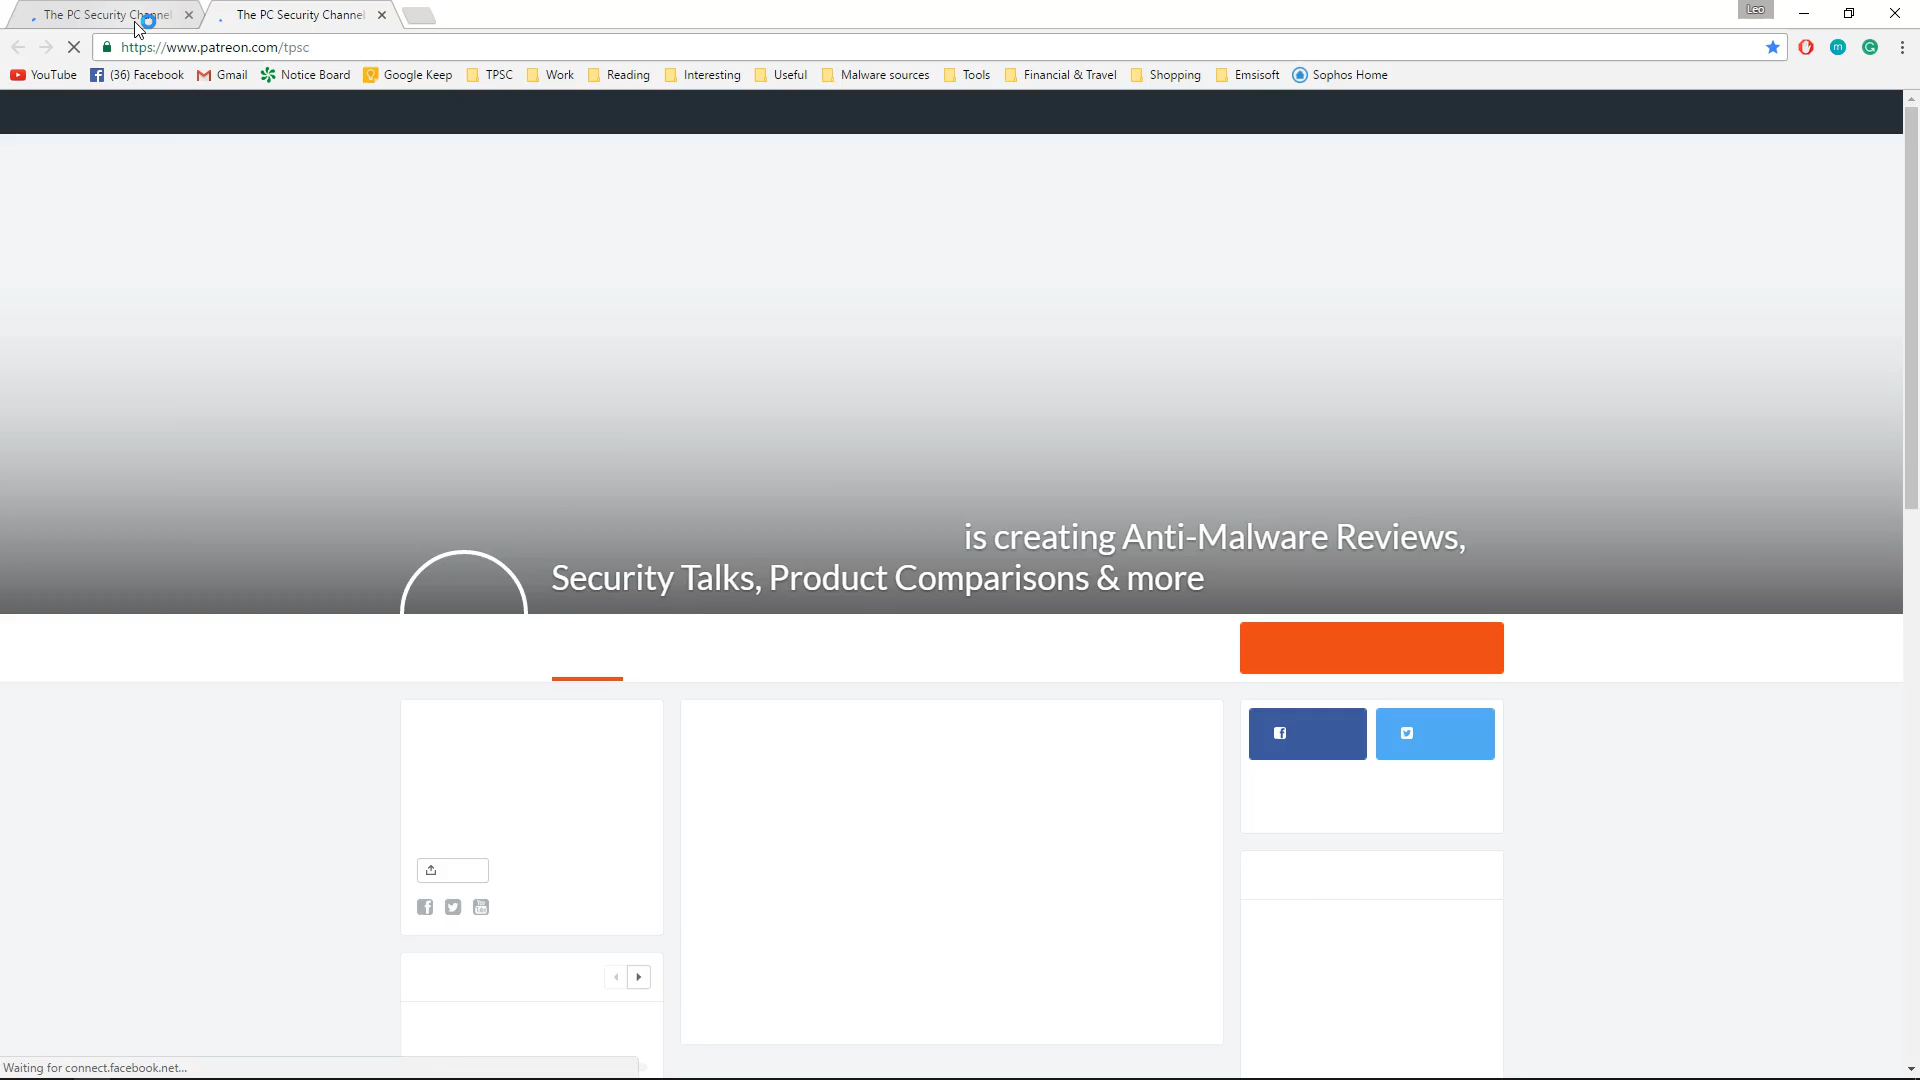 The PC Security Channel
The PC Security Channel
Leo
https://www.patreon.com/tpsc
YouTube
(36) Facebook
Gmail
Notice Board
Google Keep
TPSC
Work
Reading
Interesting
Useful
Malware sources
Tools
Financial & Travel
Shopping
Emsisoft
Sophos Home
is creating Anti-Malware Reviews,
Security Talks, Product Comparisons & more
Waiting for connect.facebook.net...